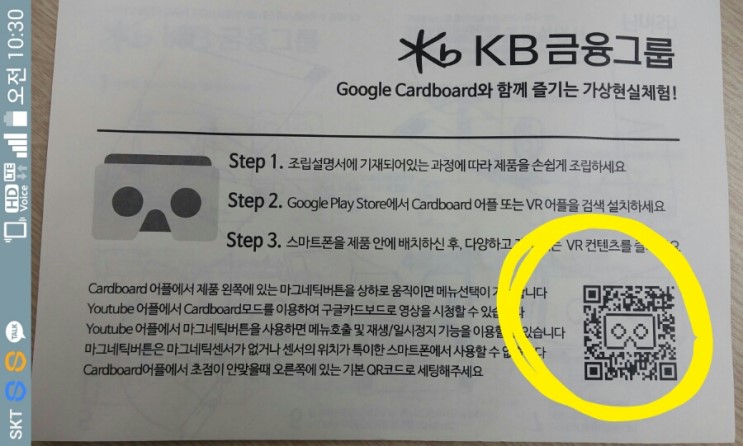 SKT
TALK
HD Voice LTE
오전 10:30
KB 금융그룹
Google Cardboard와 함께 즐기는 가상현실체험!
Step 1. 조립설명서에 기재되어있는 과정에 따라 제품을 손쉽게 조립하세요
Step 2. Google Play Store에서 Cardboard 어플 또는 VR 어플을 검색 설치하세요
Step 3. 스마트폰을 제품 안에 배치하신 후, 다양하고 VR 컨텐츠를
Cardboard 어플에서 제품 왼쪽에 있는 마그네틱버튼을 상하로 움직이면 메뉴선택이
Youtube 어플에서 Cardboard모드를 이용하여 구글카드보드로 영상을 시청할 수 있습니다
Youtube 어플에서 마그네틱버튼을 사용하면 메뉴호출 및 재생/일시정지 기능을 이용할 수 있습니다
마그네틱버튼은 마그네틱센서가 없거나 센서의 위치가 특이한 스마트폰에서 사용할 수 없습니다
Cardboard어플에서 초점이 안맞을때 오른쪽에 있는 기본 QR코드로 세팅해주세요